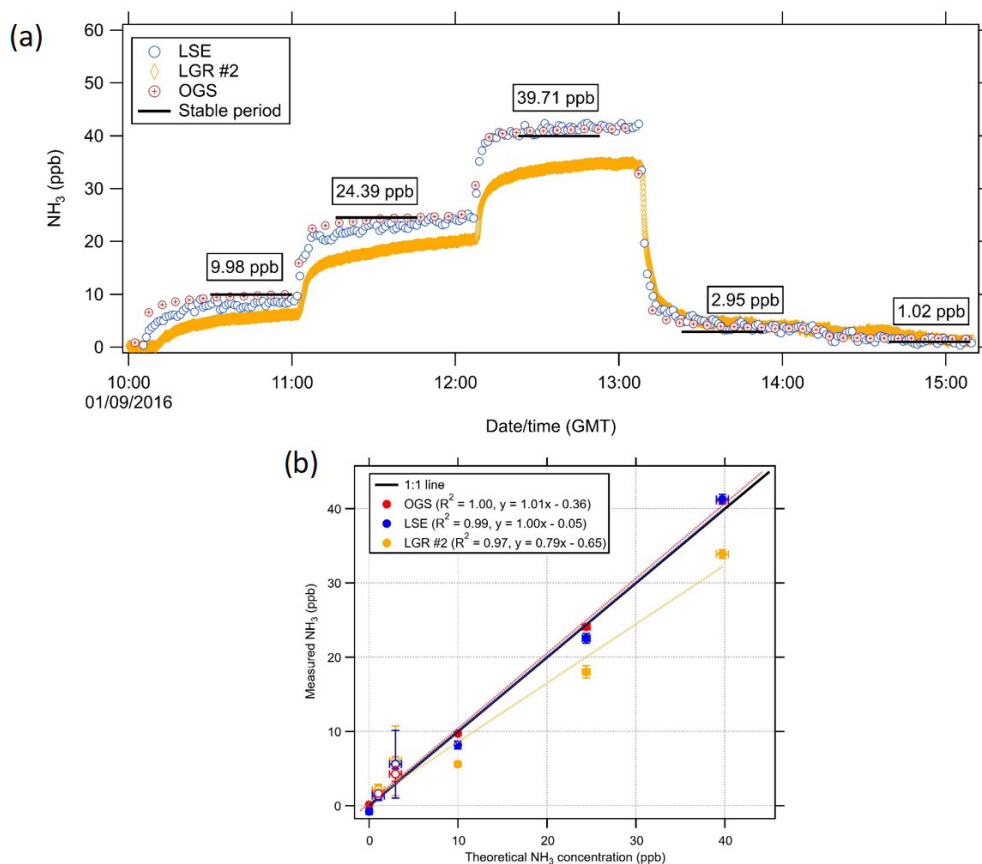 (a)
60
50
40
30
20
10
0
NH3 (ppb)
LSE
LGR #2
OGS
Stable period
9.98 ppb
24.39 ppb
39.71 ppb
2.95 ppb
1.02 ppb
10:00 11:00 12:00 13:00 14:00 15:00
01/09/2016
Date/time (GMT)
(b)
1:1 line
OGS (R² = 1.00, y = 1.01x - 0.36)
LSE (R² = 0.99, y = 1.00x - 0.05)
LGR #2 (R² = 0.97, y = 0.79x - 0.65)
40
30
20
10
0
Measured NH3 (ppb)
0 10 20 30 40
Theoretical NH3 concentration (ppb)